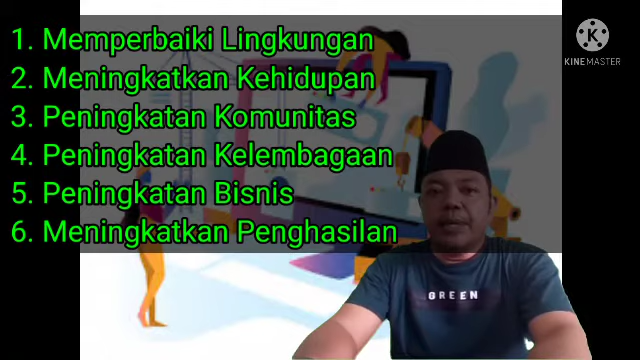 1. Memperbaiki Lingkungan
2. Meningkatkan Kehidupan
3. Peningkatan Komunitas
4. Peningkatan Kelembagaan
5. Peningkatan Bisnis
6. Meningkatkan Penghasilan
K
KINEMASTER
GREEN